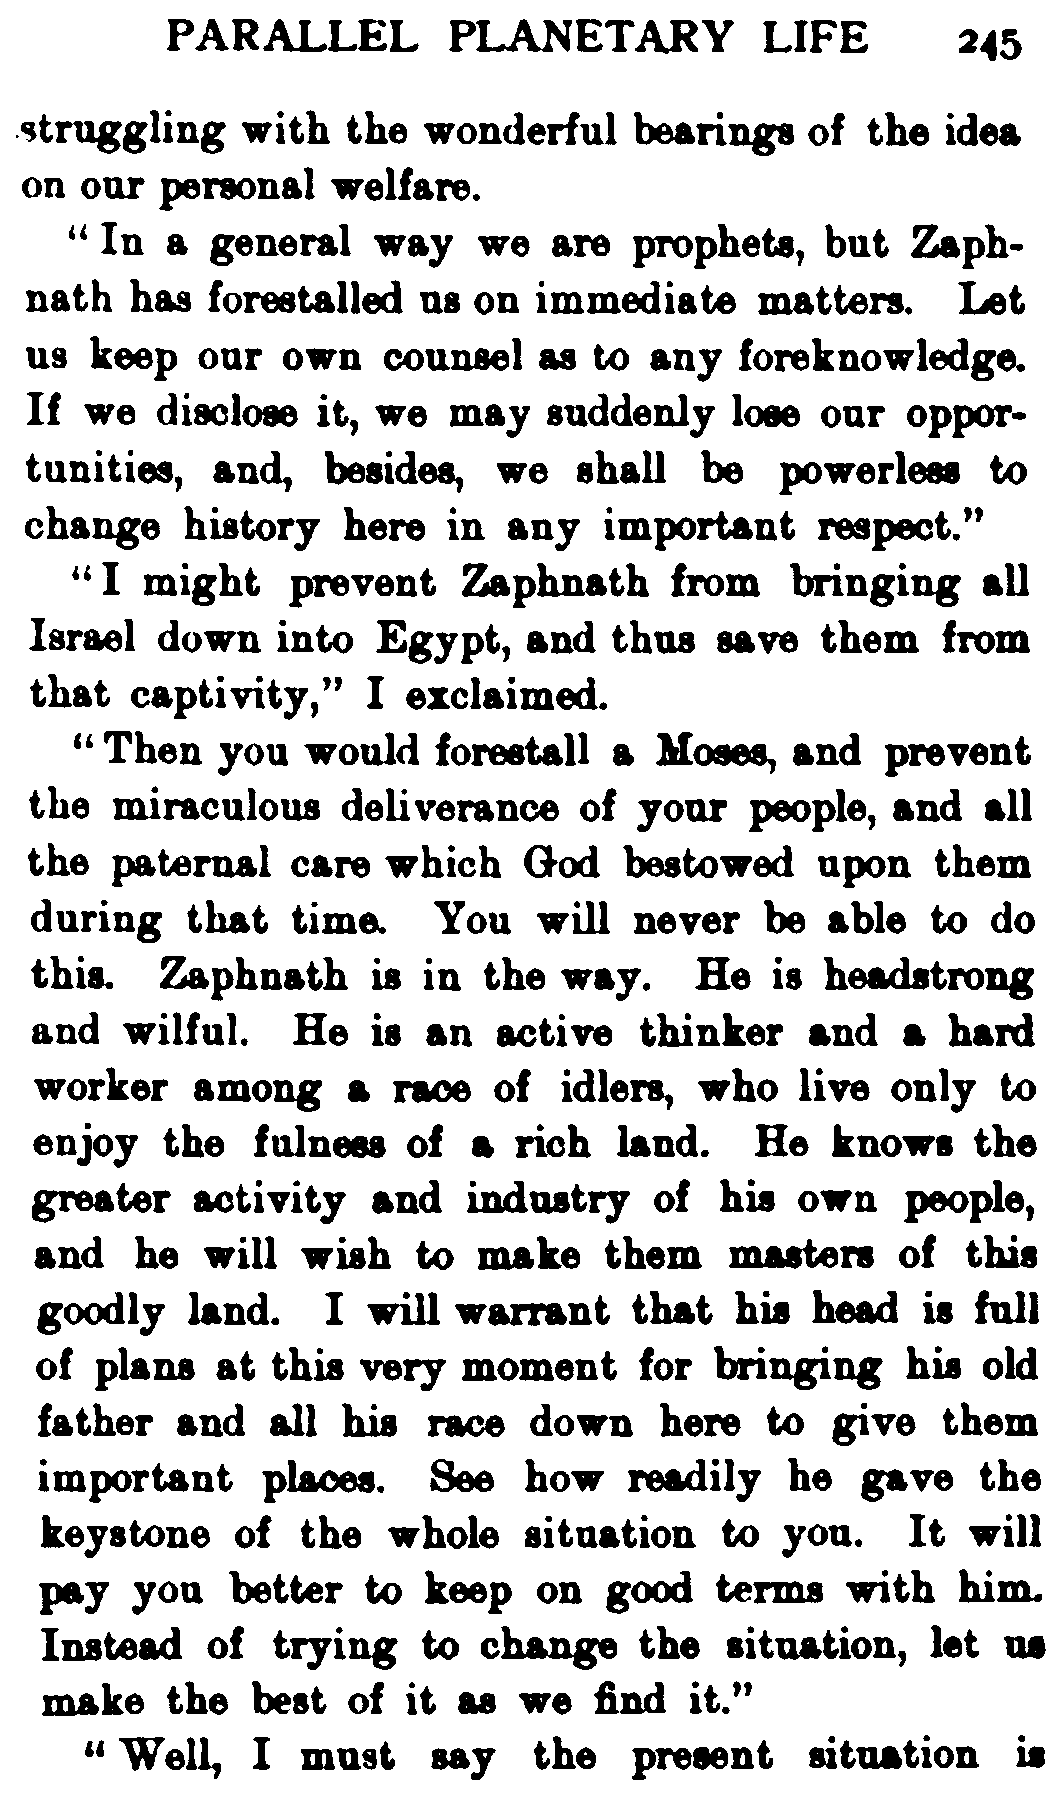 PARALLEL PLANETARY LIFE 245
struggling with the wonderful bearings of the idea
on our personal welfare.
“In a general way we are prophets, but Zaph-
nath has forestalled us on immediate matters. Let
us keep our own counsel as to any foreknowledge.
If we disclose it, we may suddenly lose our oppor-
tunities, and, besides, we shall be powerless to
change history here in any important respect.”
“I might prevent Zaphnath from bringing all
Israel down into Egypt, and thus save them from
that captivity,” I exclaimed.
“Then you would forestall a Moses, and prevent
the miraculous deliverance of your people, and all
the paternal care which God bestowed upon them
during that time. You will never be able to do
this. Zaphnath is in the way. He is headstrong
and wilful. He is an active thinker and a hard
worker among a race of idlers, who live only to
enjoy the fulness of a rich land. He knows the
greater activity and industry of his own people,
and he will wish to make them masters of this
goodly land. I will warrant that his head is full
of plans at this very moment for bringing his old
father and all his race down here to give them
important places. See how readily he gave the
keystone of the whole situation to you. It will
pay you better to keep on good terms with him.
Instead of trying to change the situation, let us
make the best of it as we find it.”
“Well, I must say the present situation is